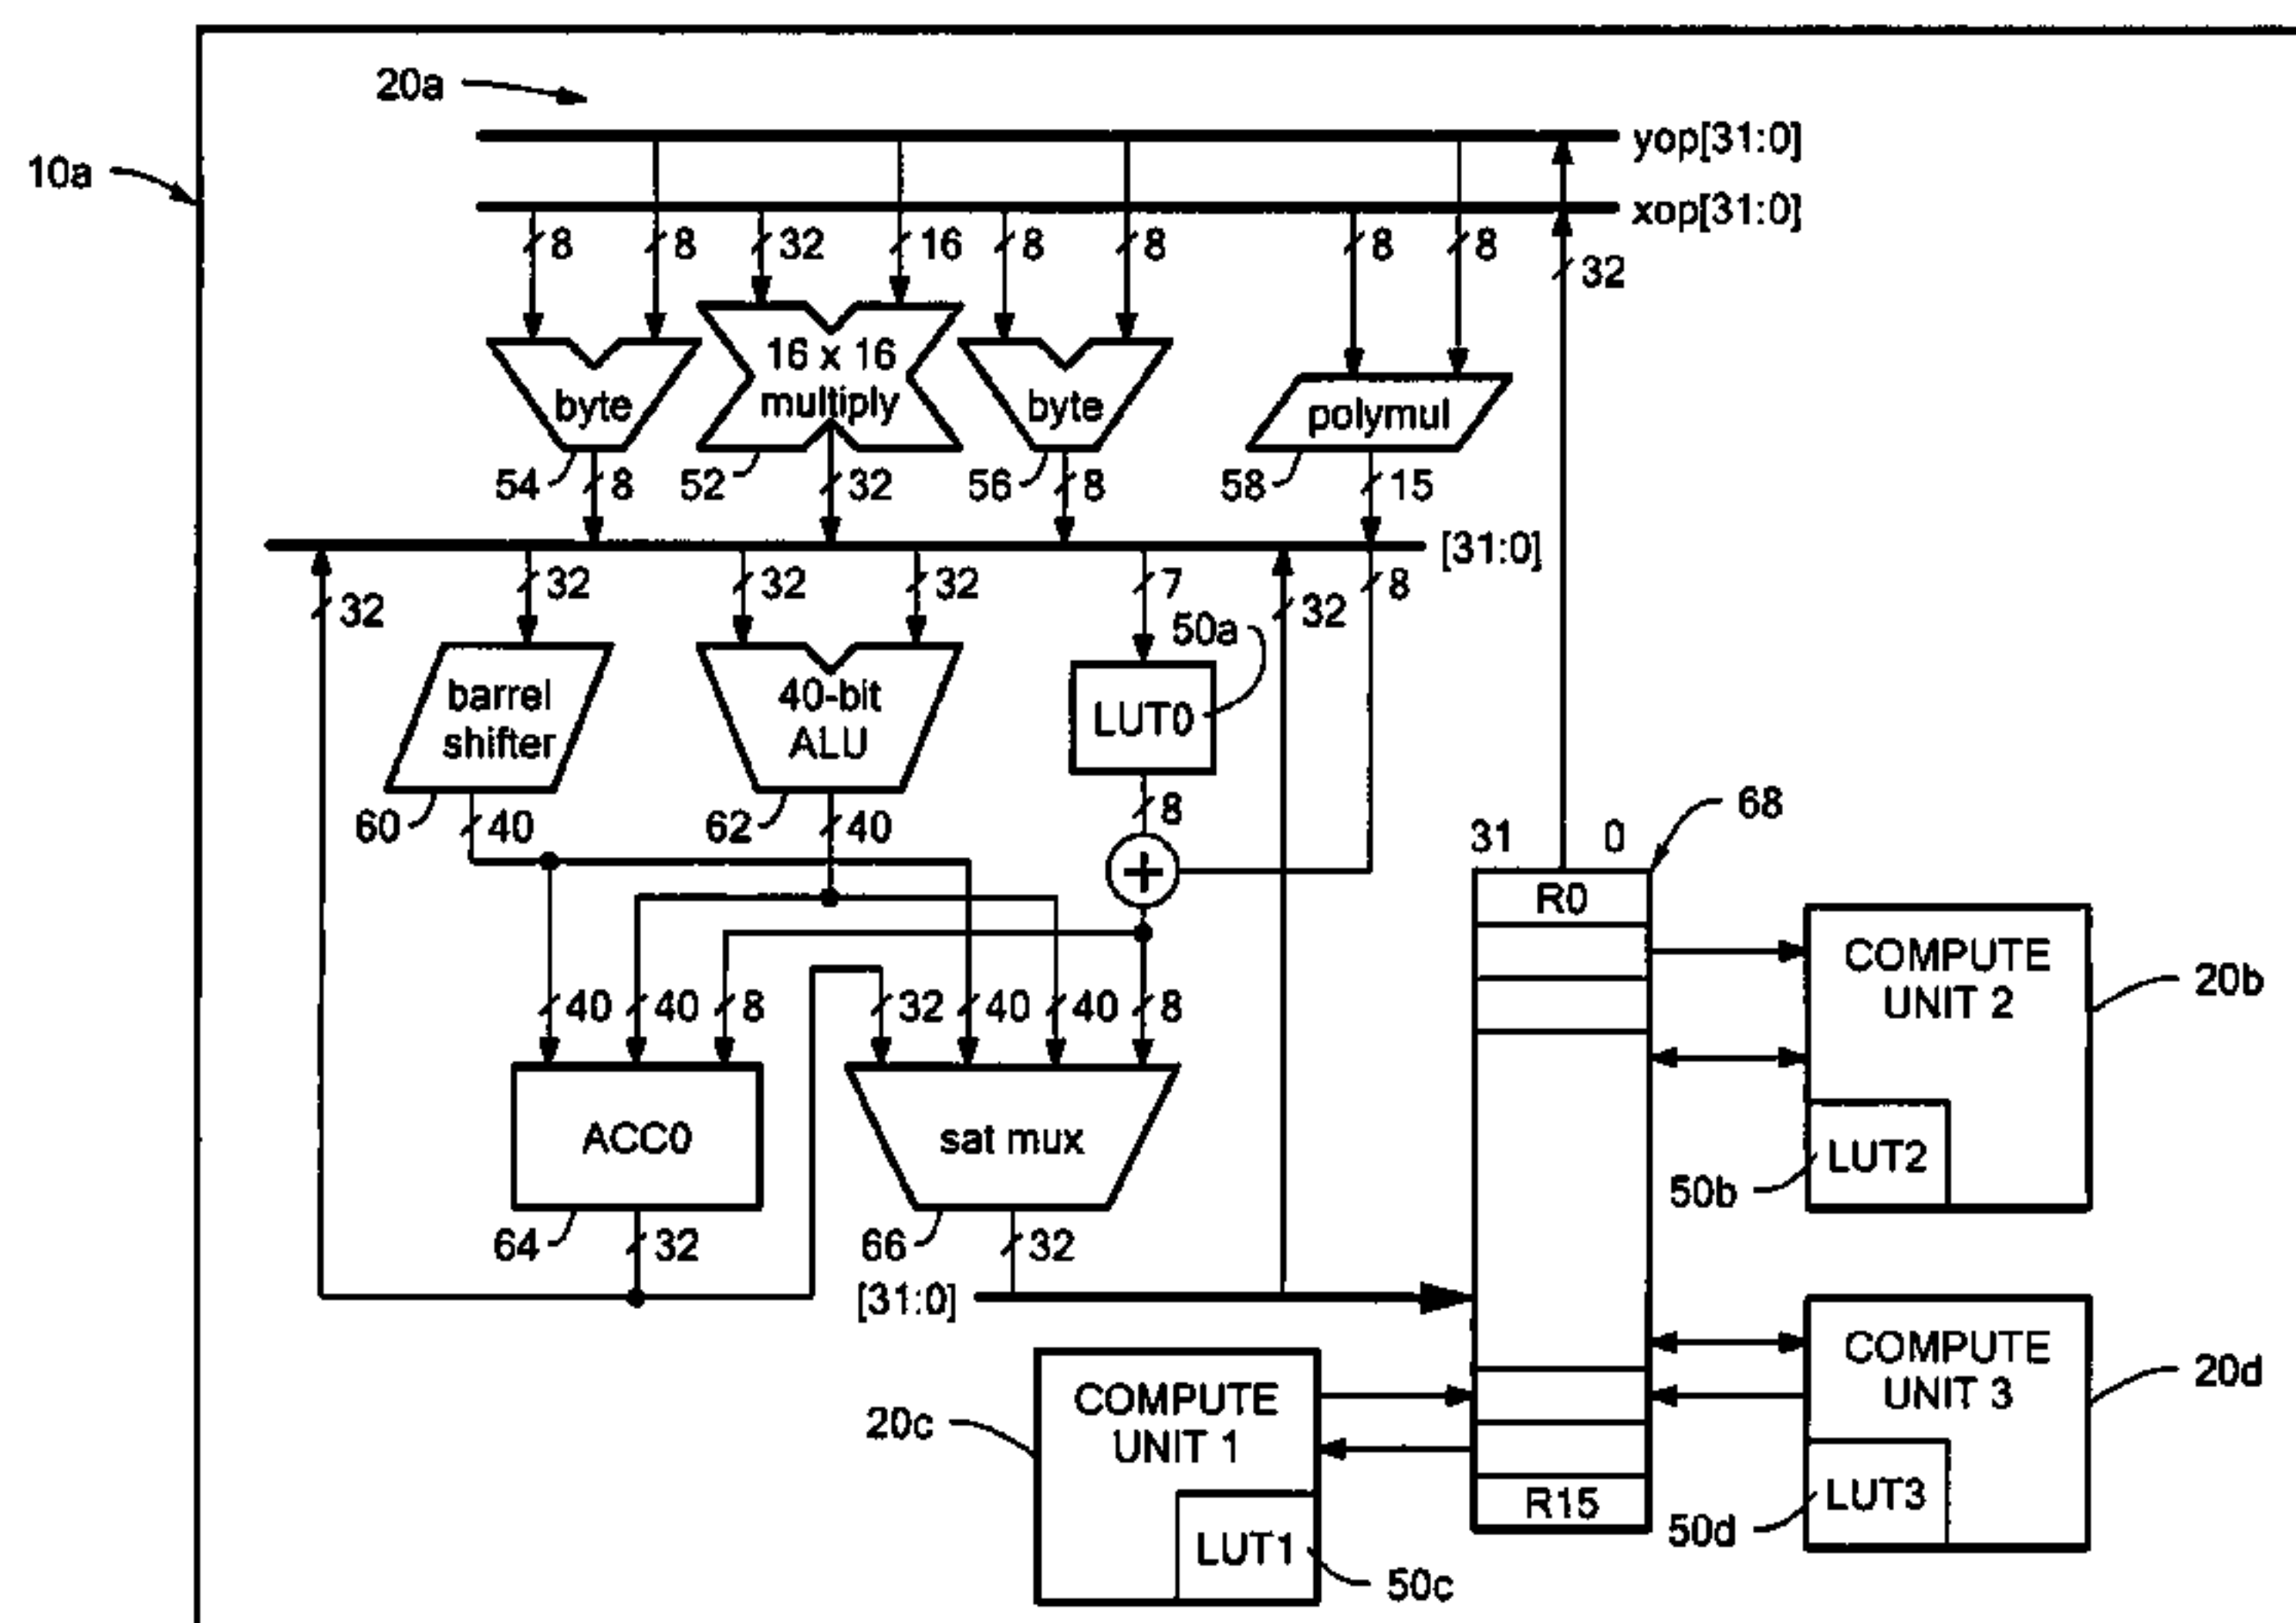 20a
yop[31:0]
10a
xop[31:0]
8 8 32 16 8 8 8 8 32
byte
16 x 16
multiply
byte
polymul
54 8 52 32 56 8 58 15
[31:0]
32 32 32 32 7 32 8
50a
barrel
shifter
40-bit
ALU
LUT0
60 40 62 40 8
+
31 0 68
R0
COMPUTE
UNIT 2
20b
40 40 8 32 40 40 8
ACC0
sat mux
LUT2
50b
64 32 66 32
[31:0]
COMPUTE
UNIT 3
20d
COMPUTE
UNIT 1
20c
LUT3
50d
R15
LUT1
50c